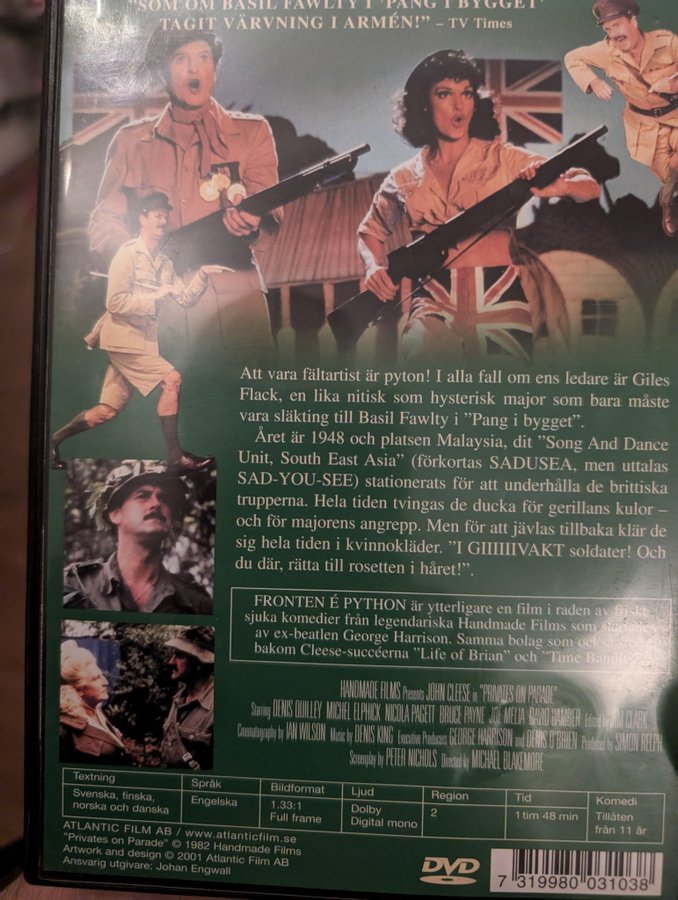 "SOM OM BASIL FAWLTY I 'PANG I BYGGET'
TAGIT VÄRVNING I ARMÉN!" – TV Times
Att vara fältartist är pyton! I alla fall om ens ledare är Giles
Flack, en lika nitisk som hysterisk major som bara måste
vara släkting till Basil Fawlty i "Pang i bygget".
Året är 1948 och platsen Malaysia, dit "Song And Dance
Unit, South East Asia" (förkortas SADUSEA, men uttalas
SAD-YOU-SEE) stationerats för att underhålla de brittiska
trupperna. Hela tiden tvingas de ducka för gerillans kulor –
och för majorens angrepp. Men för att jävlas tillbaka klär de
sig hela tiden i kvinnokläder. "I GIIIIIIVAKT soldater! Och
du där, rätta till rosetten i håret!".
FRONTEN É PYTHON är ytterligare en film i raden av friskt
sjuka komedier från legendariska Handmade Films som
av ex-beatlen George Harrison. Samma bolag som också
bakom Cleese-succéerna "Life of Brian" och "Time
HANDMADE FILMS Presents JOHN CLEESE in "PRIVATES ON PARADE"
Starring DENIS QUILLEY MICHEL ELPHICK NICOLA PAGETT BRUCE PAYNE JOE MELIA DAVID BAMBER JIM CLARK
Cinematography by IAN WILSON Music by DENIS KING Executive Producers GEORGE HARRISON and DENIS O'BRIEN Produced by SIMON RELPH
Screenplay by PETER NICHOLS Directed by MICHAEL BLAKEMORE
Textning Språk Bildformat Ljud Region Tid Komedi
Svenska, finska, norska och danska Engelska 1.33:1 Full frame Dolby Digital mono 2 1 tim 48 min Tillåten från 11 år
ATLANTIC FILM AB / www.atlanticfilm.se
"Privates on Parade" © 1982 Handmade Films
Artwork and design © 2001 Atlantic Film AB
Ansvarig utgivare: Johan Engwall
DVD
7 319980 031038